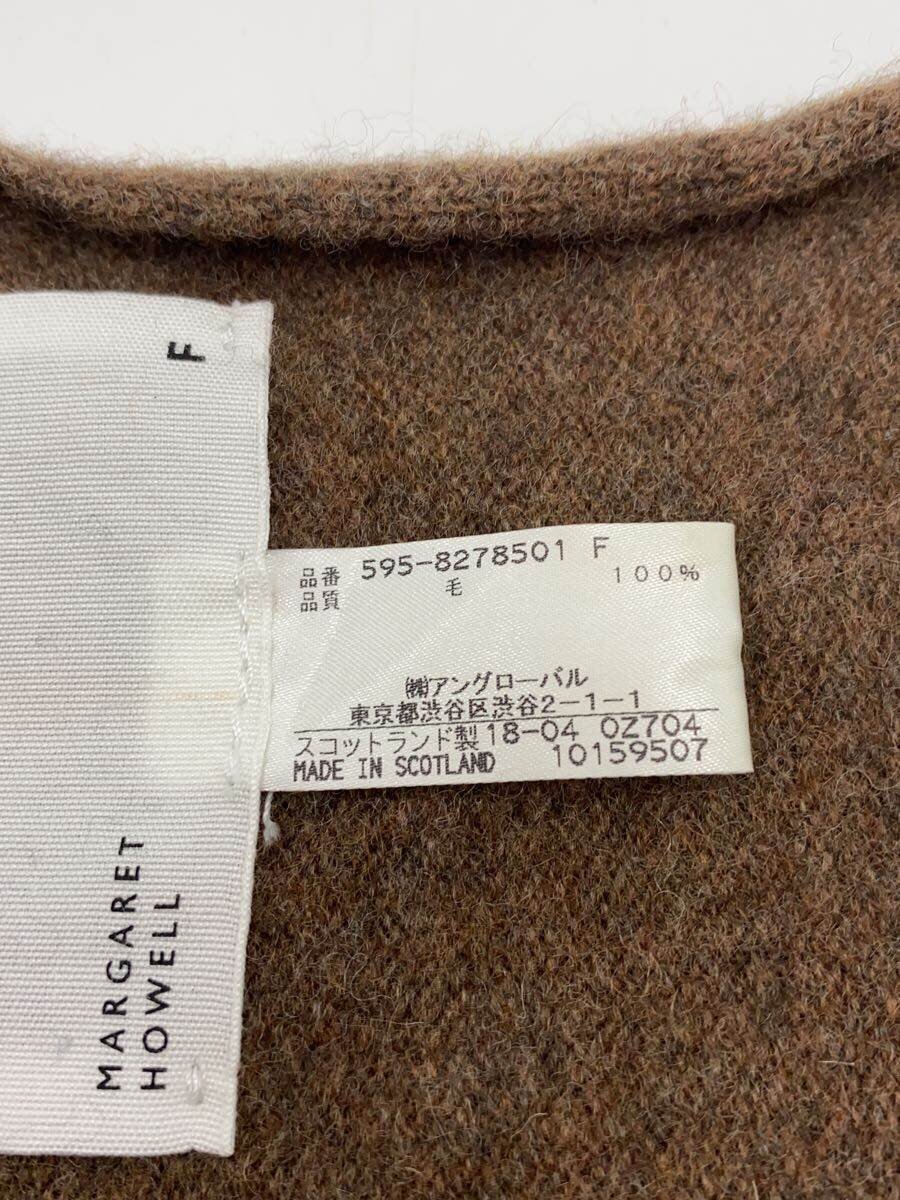 F
MARGARET
HOWELL
品番 595-8278501 F
品質 毛 100%
㈱アングローバル
東京都渋谷区渋谷2-1-1
スコットランド製 18-04 0Z704
MADE IN SCOTLAND 10159507